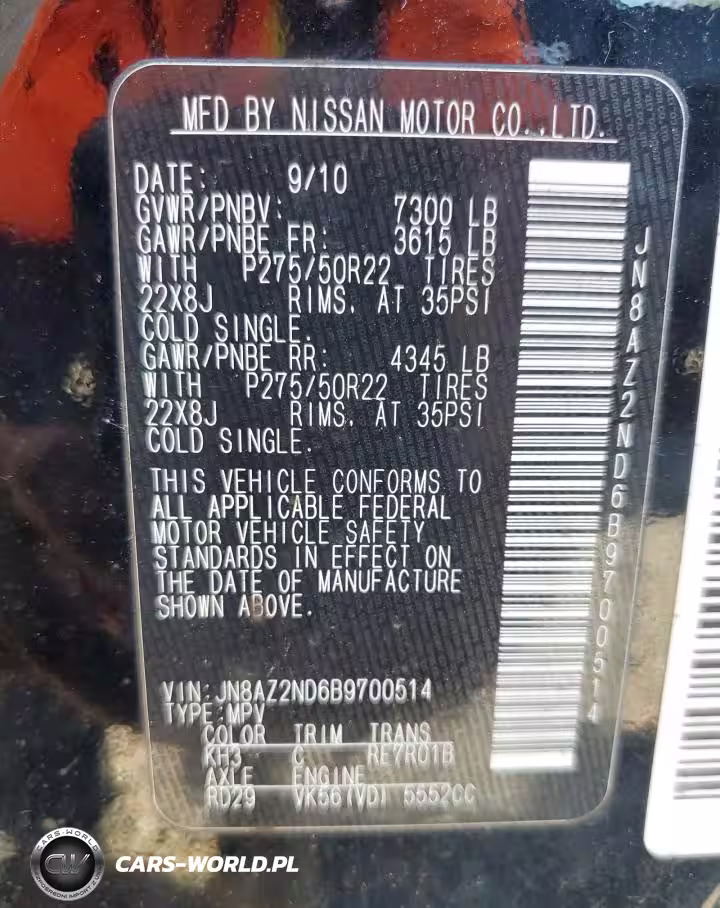 MFD BY NISSAN MOTOR CO.,LTD.
DATE: 9/10
GVWR/PNBV: 7300 LB
GAWR/PNBE FR: 3615 LB
WITH P275/50R22 TIRES
22X8J RIMS, AT 35PSI
COLD SINGLE.
GAWR/PNBE RR: 4345 LB
WITH P275/50R22 TIRES
22X8J RIMS, AT 35PSI
COLD SINGLE.
THIS VEHICLE CONFORMS TO
ALL APPLICABLE FEDERAL
MOTOR VEHICLE SAFETY
STANDARDS IN EFFECT ON
THE DATE OF MANUFACTURE
SHOWN ABOVE.
VIN:JN8AZ2ND6B9700514
TYPE:MPV
COLOR TRIM TRANS
KH3 C RE7R01B
AXLE ENGINE
RD29 VK56(VD) 5552CC
JN8AZ2ND6B9700514
CARS-WORLD
CW
CARS-WORLD.PL